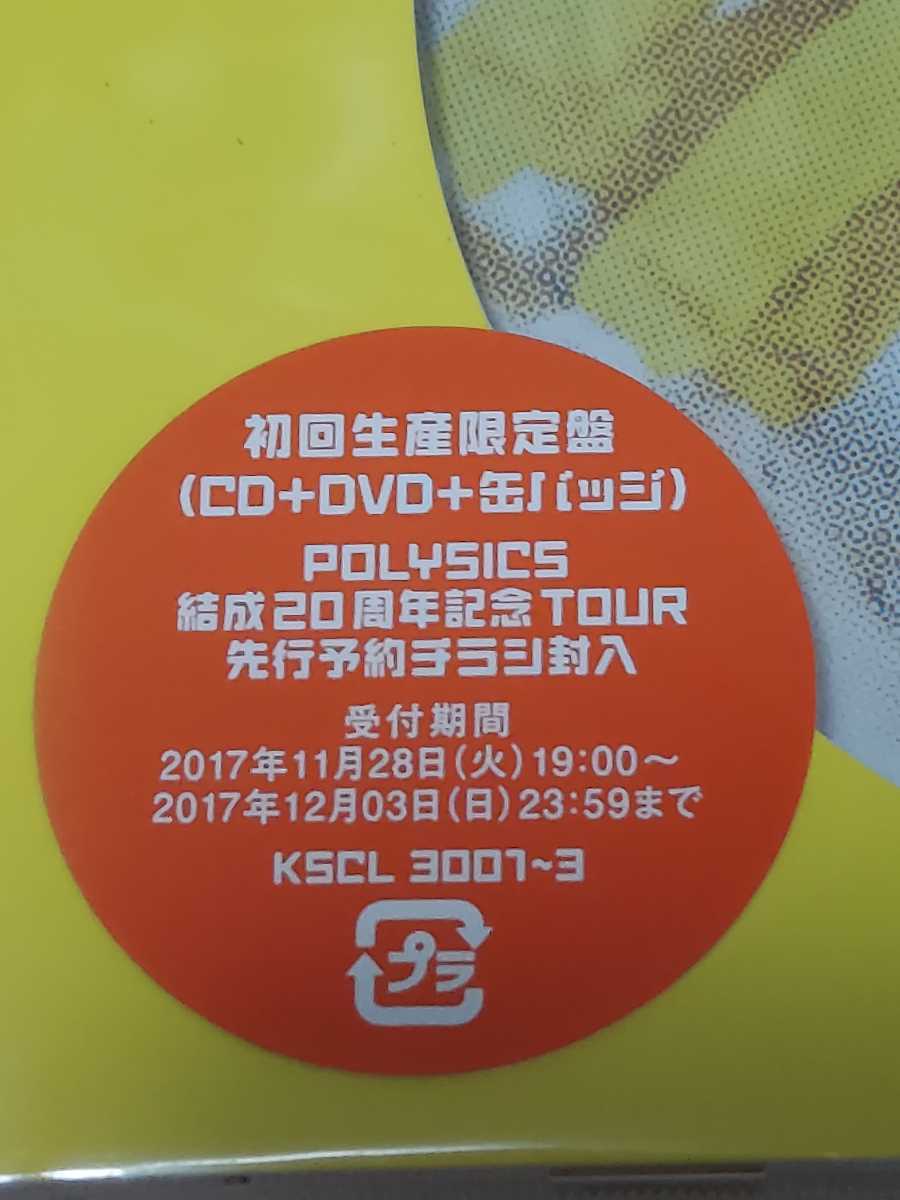 初回生産限定盤
(CD+DVD+缶バッジ)
POLYSICS
結成20周年記念TOUR
先行予約チラシ封入
受付期間
2017年11月28日(火)19:00〜
2017年12月03日(日)23:59まで
KSCL 3001~3
プラ